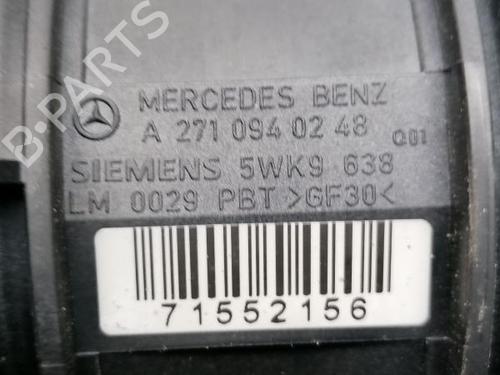 B-PARTS
MERCEDES BENZ
A 271 094 02 48 Q01
SIEMENS 5WK9 638
LM 0029 PBT >GF30<
71552156